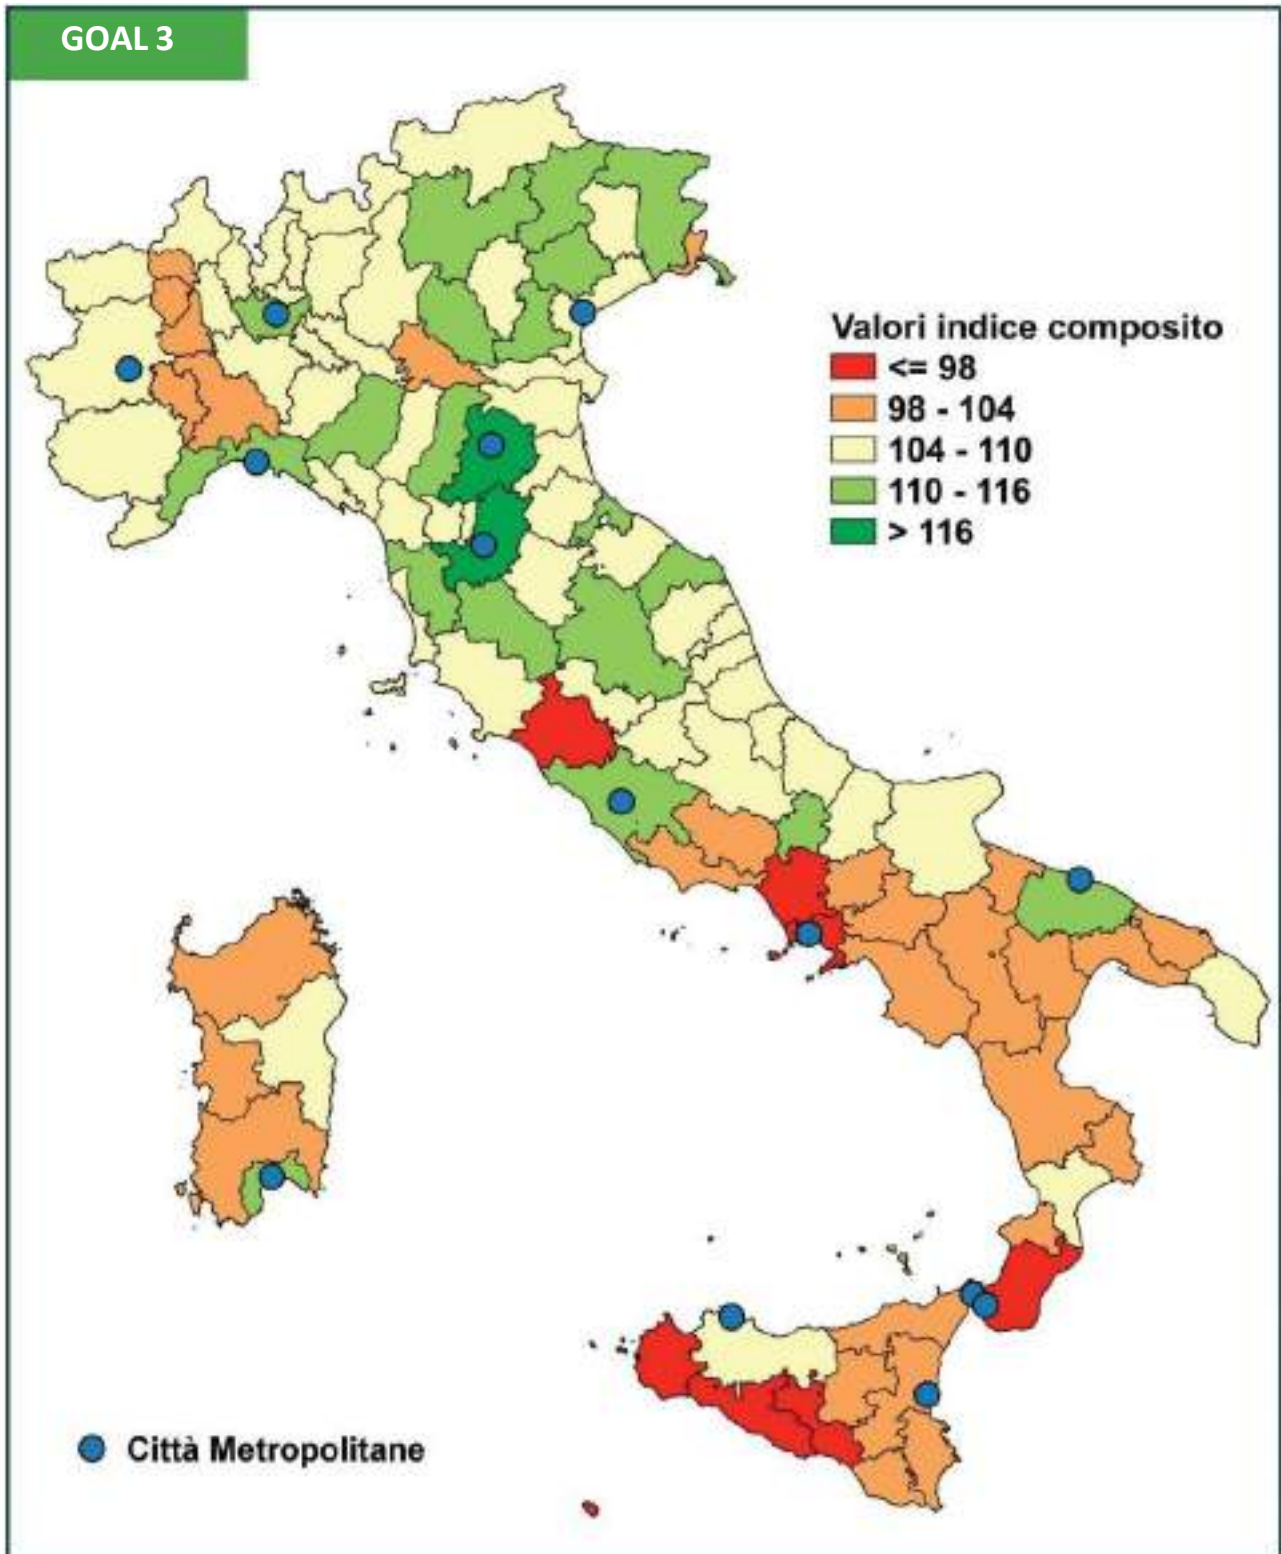 GOAL 3
Valori indice composito
<= 98
98 - 104
104 - 110
110 - 116
> 116
Città Metropolitane